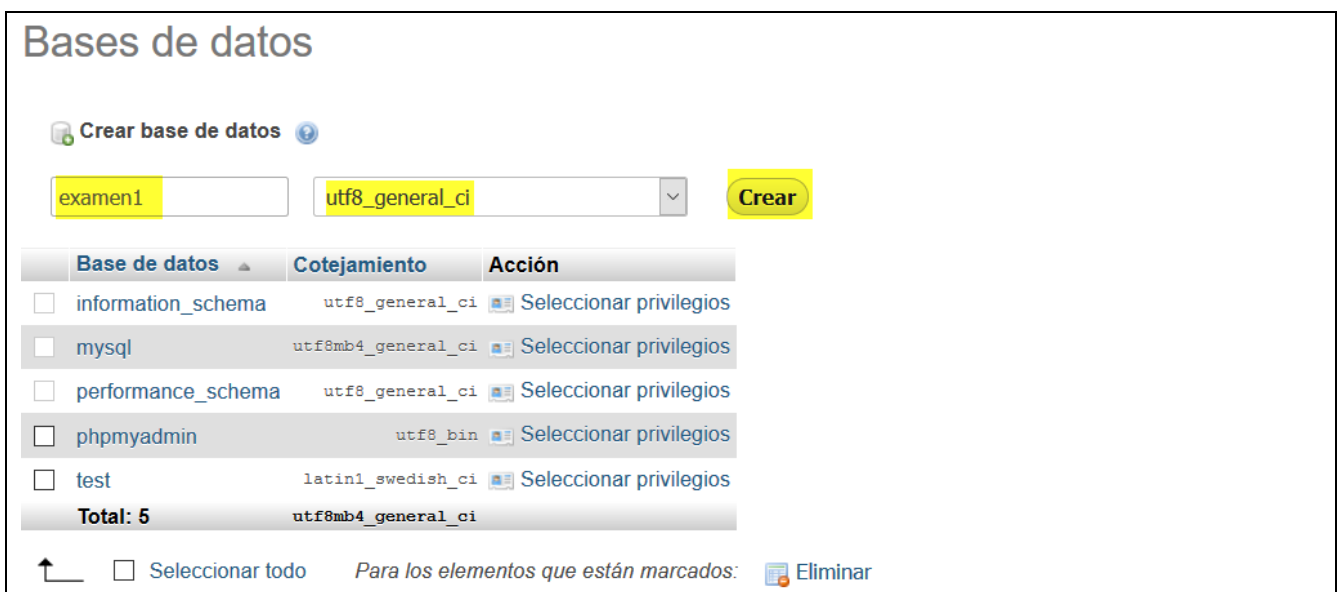 Bases de datos
Crear base de datos
examen1 utf8_general_ci Crear
Base de datos Cotejamiento Acción
information_schema utf8_general_ci Seleccionar privilegios
mysql utf8mb4_general_ci Seleccionar privilegios
performance_schema utf8_general_ci Seleccionar privilegios
phpmyadmin utf8_bin Seleccionar privilegios
test latin1_swedish_ci Seleccionar privilegios
Total: 5 utf8mb4_general_ci
Seleccionar todo Para los elementos que están marcados: Eliminar